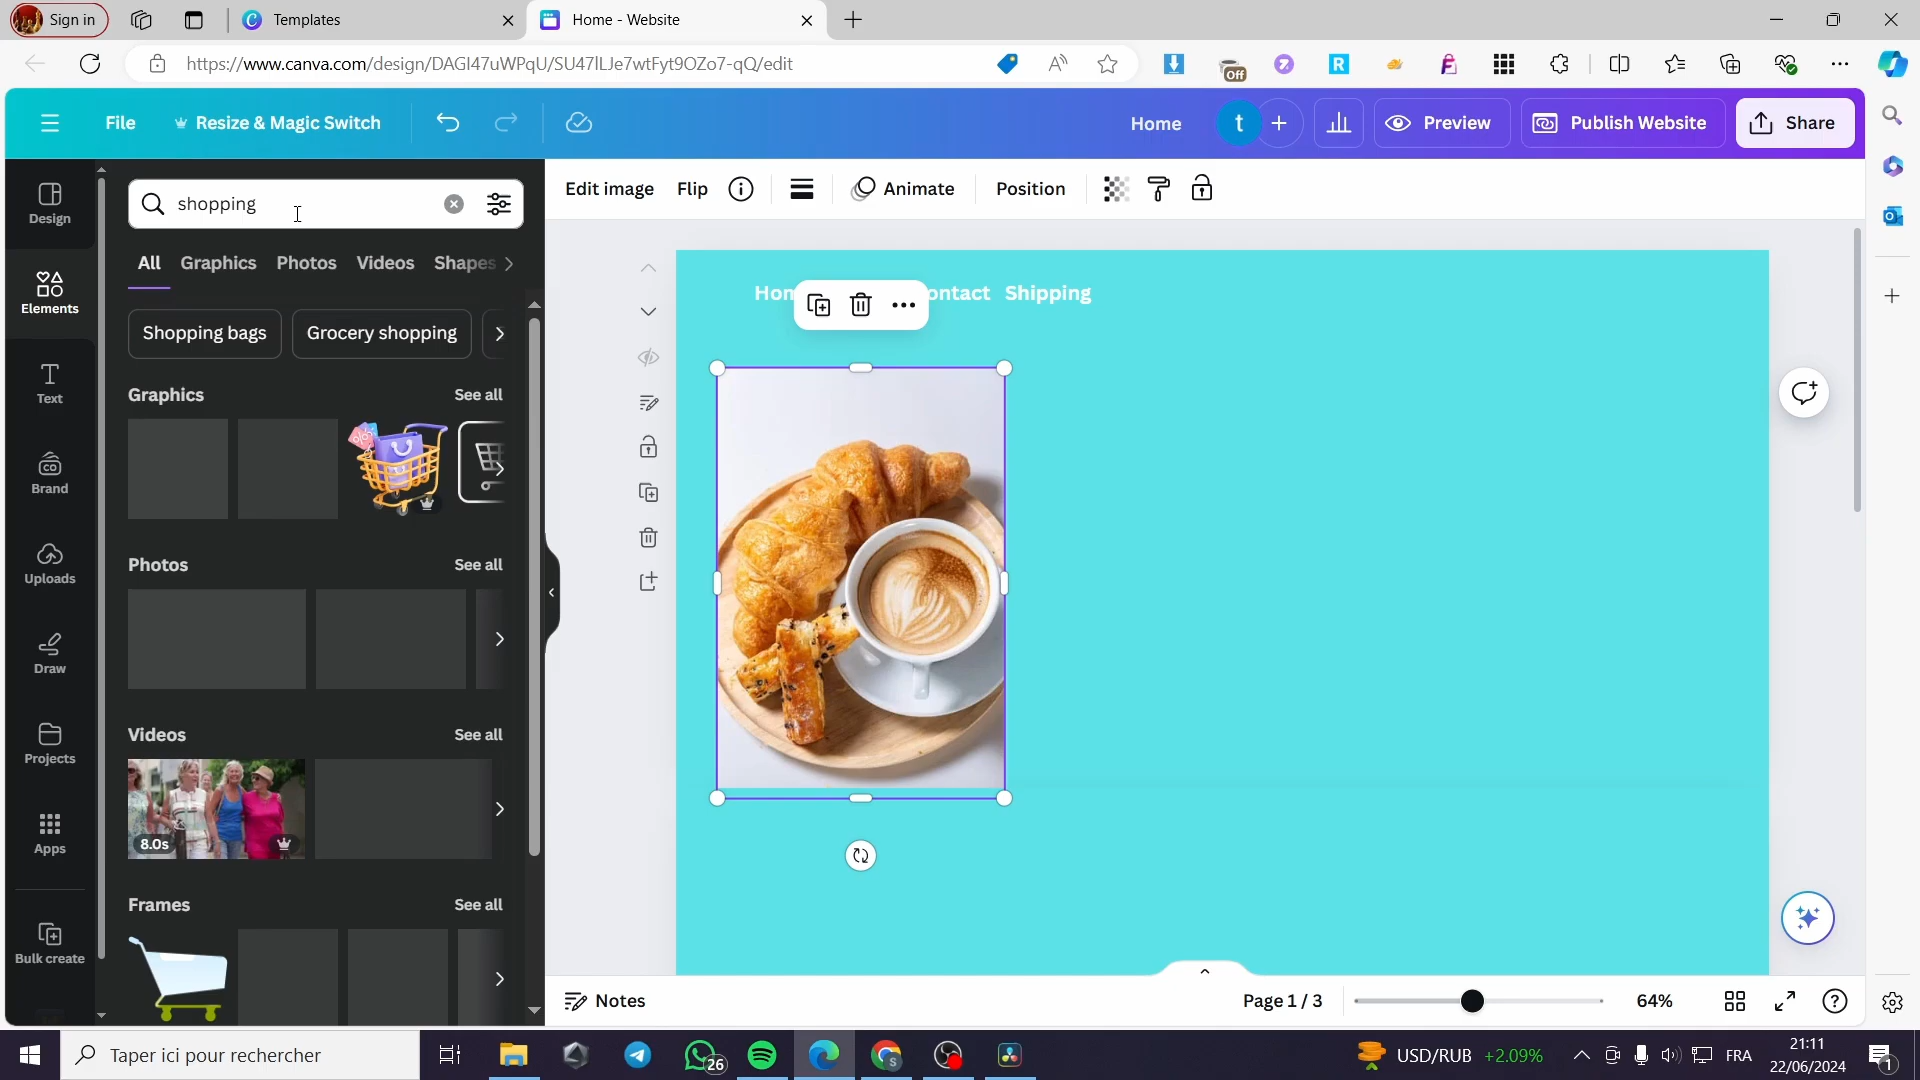 Sign in
Templates
Home - Website
https://www.canva.com/design/DAGI47uWPqU/SU47lLJe7wtFyt9OZo7-qQ/edit
Off
File
Resize & Magic Switch
Home
t
Preview
Publish Website
Share
Design
Elements
Text
Brand
Uploads
Draw
Projects
Apps
Bulk create
shopping
All
Graphics
Photos
Videos
Shapes
Shopping bags
Grocery shopping
Graphics
See all
Photos
See all
Videos
See all
8.0s
Frames
See all
Edit image
Flip
Animate
Position
Hom
ontact
Shipping
Notes
Page 1 / 3
64%
Taper ici pour rechercher
26
USD/RUB
+2.09%
FRA
21:11
22/06/2024
1